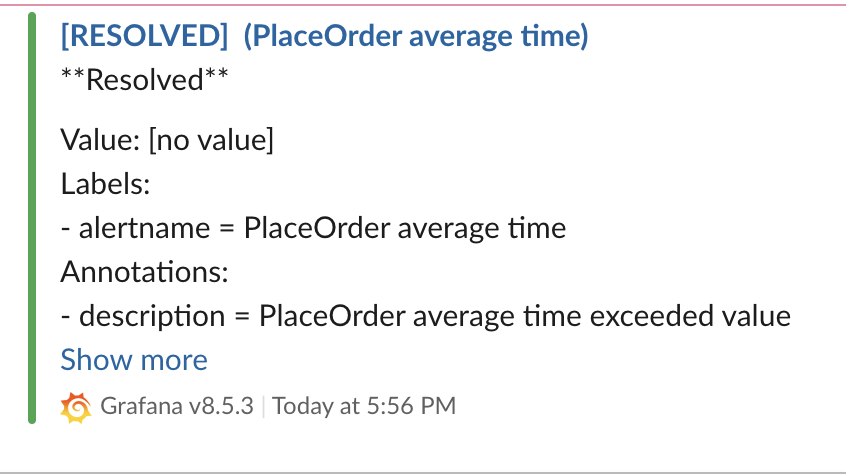 [RESOLVED] (PlaceOrder average time)
**Resolved**
Value: [no value]
Labels:
- alertname = PlaceOrder average time
Annotations:
- description = PlaceOrder average time exceeded value
Show more
Grafana v8.5.3 | Today at 5:56 PM